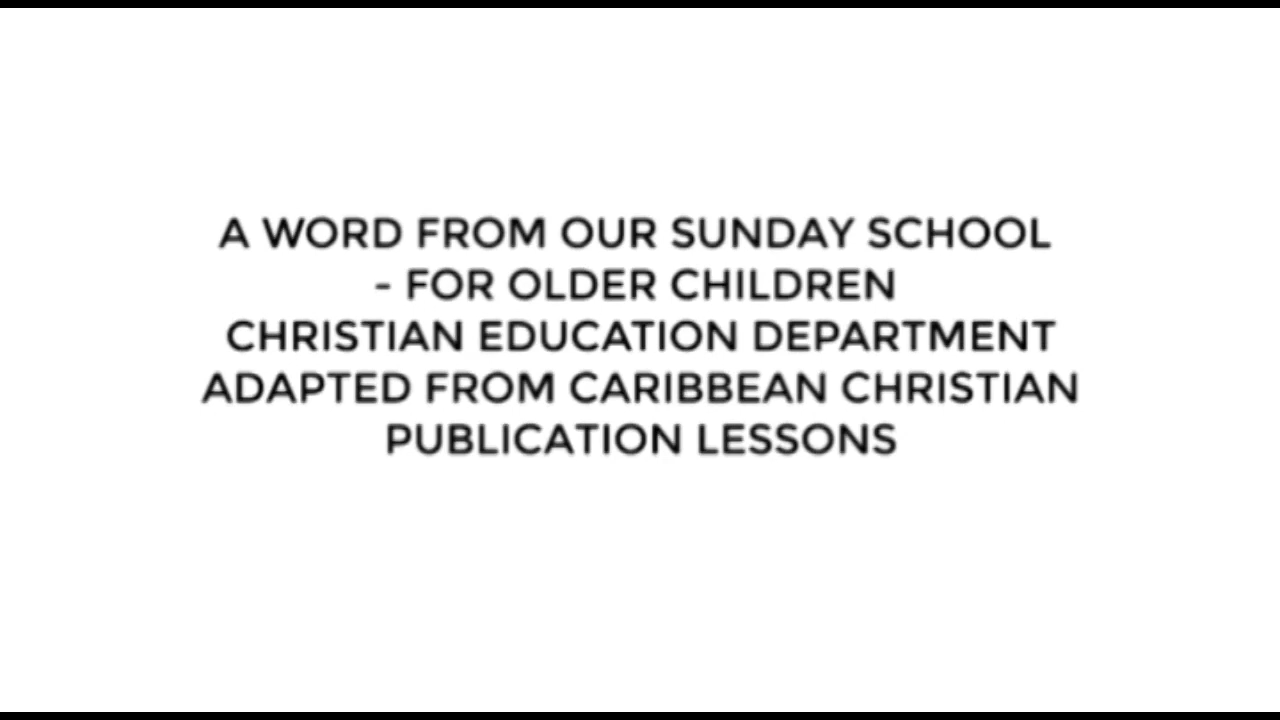 A WORD FROM OUR SUNDAY SCHOOL
- FOR OLDER CHILDREN
CHRISTIAN EDUCATION DEPARTMENT
ADAPTED FROM CARIBBEAN CHRISTIAN
PUBLICATION LESSONS